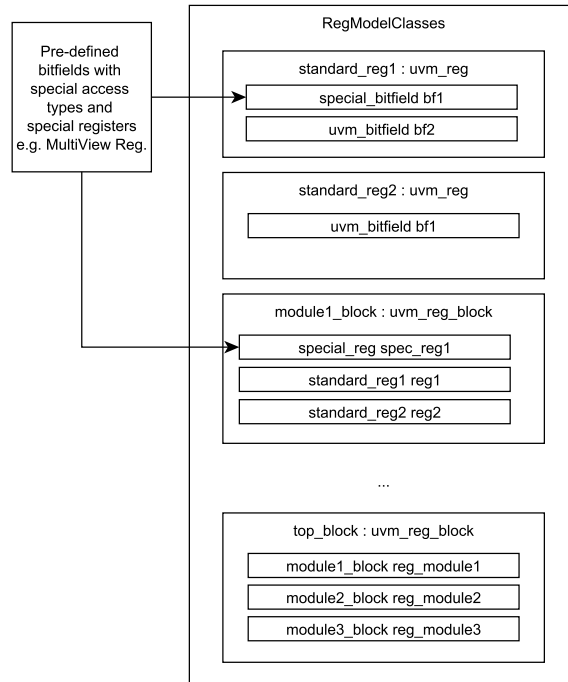 RegModelClasses
Pre-defined
bitfields with
special access
types and
special registers
e.g. MultiView Reg.
standard_reg1 : uvm_reg
special_bitfield bf1
uvm_bitfield bf2
standard_reg2 : uvm_reg
uvm_bitfield bf1
module1_block : uvm_reg_block
special_reg spec_reg1
standard_reg1 reg1
standard_reg2 reg2
...
top_block : uvm_reg_block
module1_block reg_module1
module2_block reg_module2
module3_block reg_module3